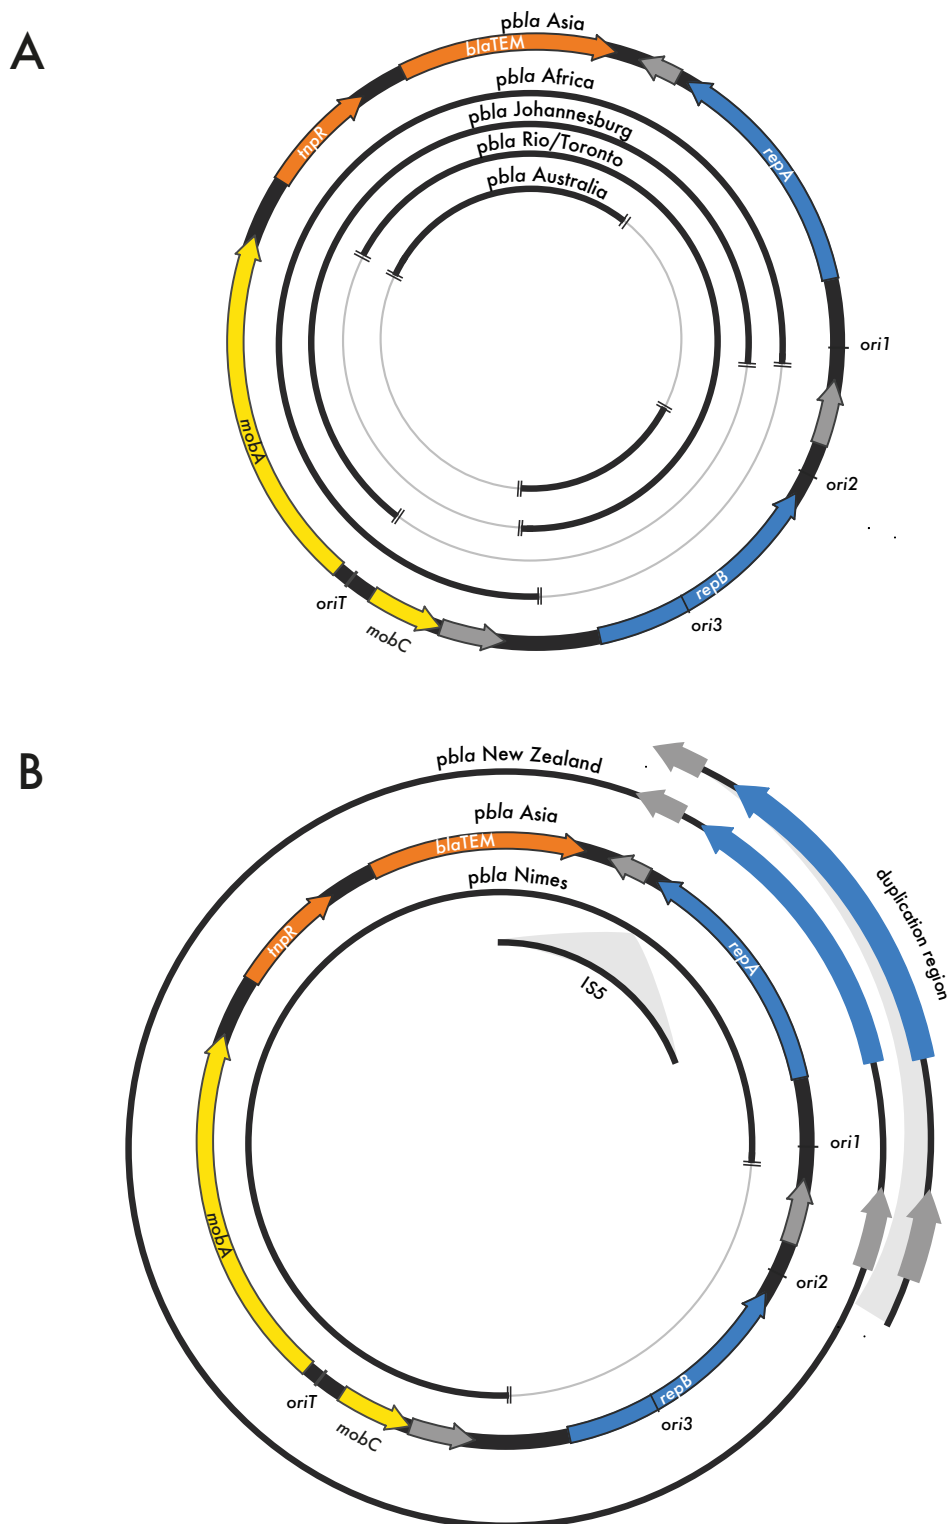 A
pbla Asia
blaTEM
pbla Africa
pbla Johannesburg
pbla Rio/Toronto
pbla Australia
tnpR
repA
ori1
mobA
ori2
repB
oriT
ori3
mobC
B
pbla New Zealand
pbla Asia
blaTEM
pbla Nimes
duplication region
tnpR
repA
IS5
ori1
mobA
ori2
repB
oriT
ori3
mobC